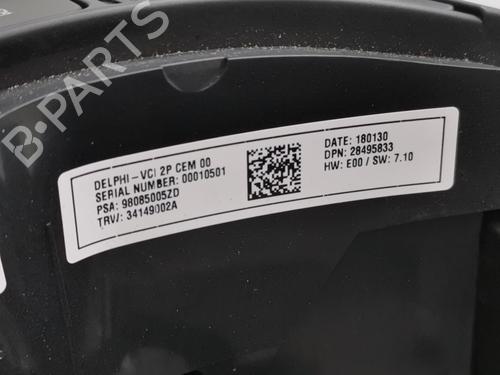 B-PARTS
DELPHI-VCI 2P CEM 00
SERIAL NUMBER: 00010501
PSA: 98085005ZD
TRW: 34149002A
DATE: 180130
DPN: 28495833
HW: E00 / SW: 7.10